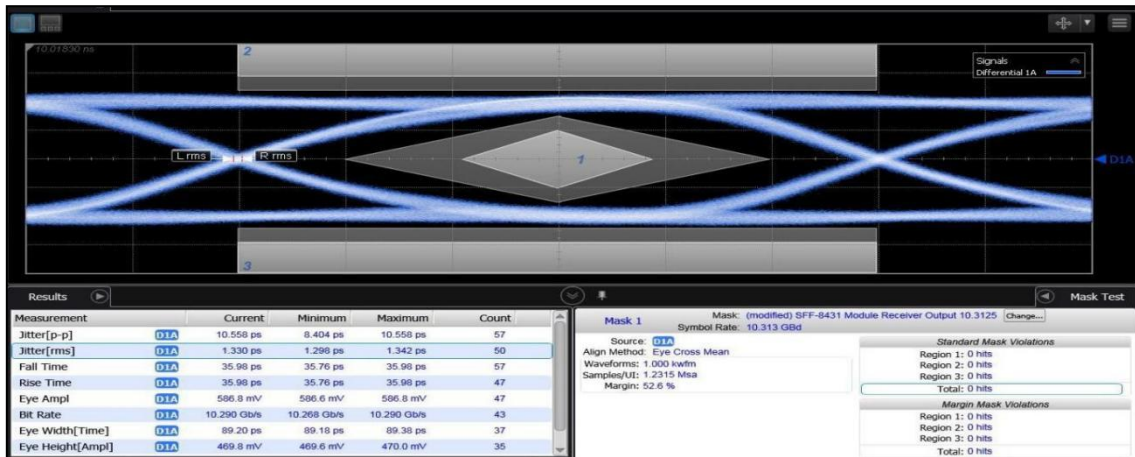 10.01830 ns
2
Signals
Differential 1A
L rms
R rms
1
D1A
3
Results
Mask Test
Measurement Current Minimum Maximum Count
Jitter[p-p] D1A 10.558 ps 8.404 ps 10.558 ps 57
Jitter[rms] D1A 1.330 ps 1.298 ps 1.342 ps 50
Fall Time D1A 35.98 ps 35.76 ps 35.98 ps 57
Rise Time D1A 35.98 ps 35.76 ps 35.98 ps 47
Eye Ampl D1A 586.8 mV 586.6 mV 586.8 mV 47
Bit Rate D1A 10.290 Gb/s 10.268 Gb/s 10.290 Gb/s 43
Eye Width[Time] D1A 89.20 ps 89.18 ps 89.38 ps 37
Eye Height[Ampl] D1A 469.8 mV 469.6 mV 470.0 mV 35
Mask 1
Mask: (modified) SFF-8431 Module Receiver Output 10.3125 Change...
Symbol Rate: 10.313 GBd
Source: D1A
Align Method: Eye Cross Mean
Waveforms: 1.000 kwfm
Samples/UI: 1.2315 Msa
Margin: 52.6 %
Standard Mask Violations
Region 1: 0 hits
Region 2: 0 hits
Region 3: 0 hits
Total: 0 hits
Margin Mask Violations
Region 1: 0 hits
Region 2: 0 hits
Region 3: 0 hits
Total: 0 hits